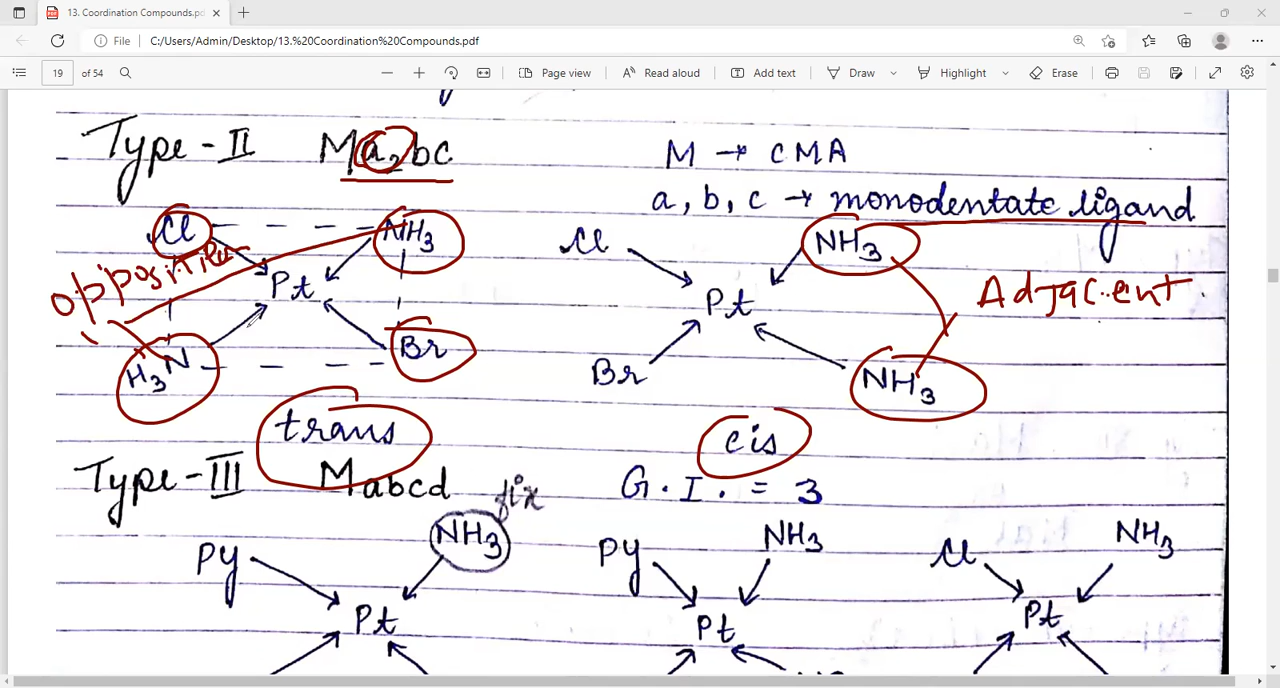 13. Coordination Compounds.pd
File C:/Users/Admin/Desktop/13.%20Coordination%20Compounds.pdf
19 of 54 Page view Read aloud Add text Draw Highlight Erase
Type-II Ma₂bc M → CMA
a, b, c → monodentate ligand
Cl NH₃ Cl NH₃
opposite Adjacent
Pt Pt
H₃N Br Br NH₃
trans cis
Type-III Mabcd G.I. = 3
fix
Py NH₃ Py NH₃ Cl NH₃
Pt Pt Pt